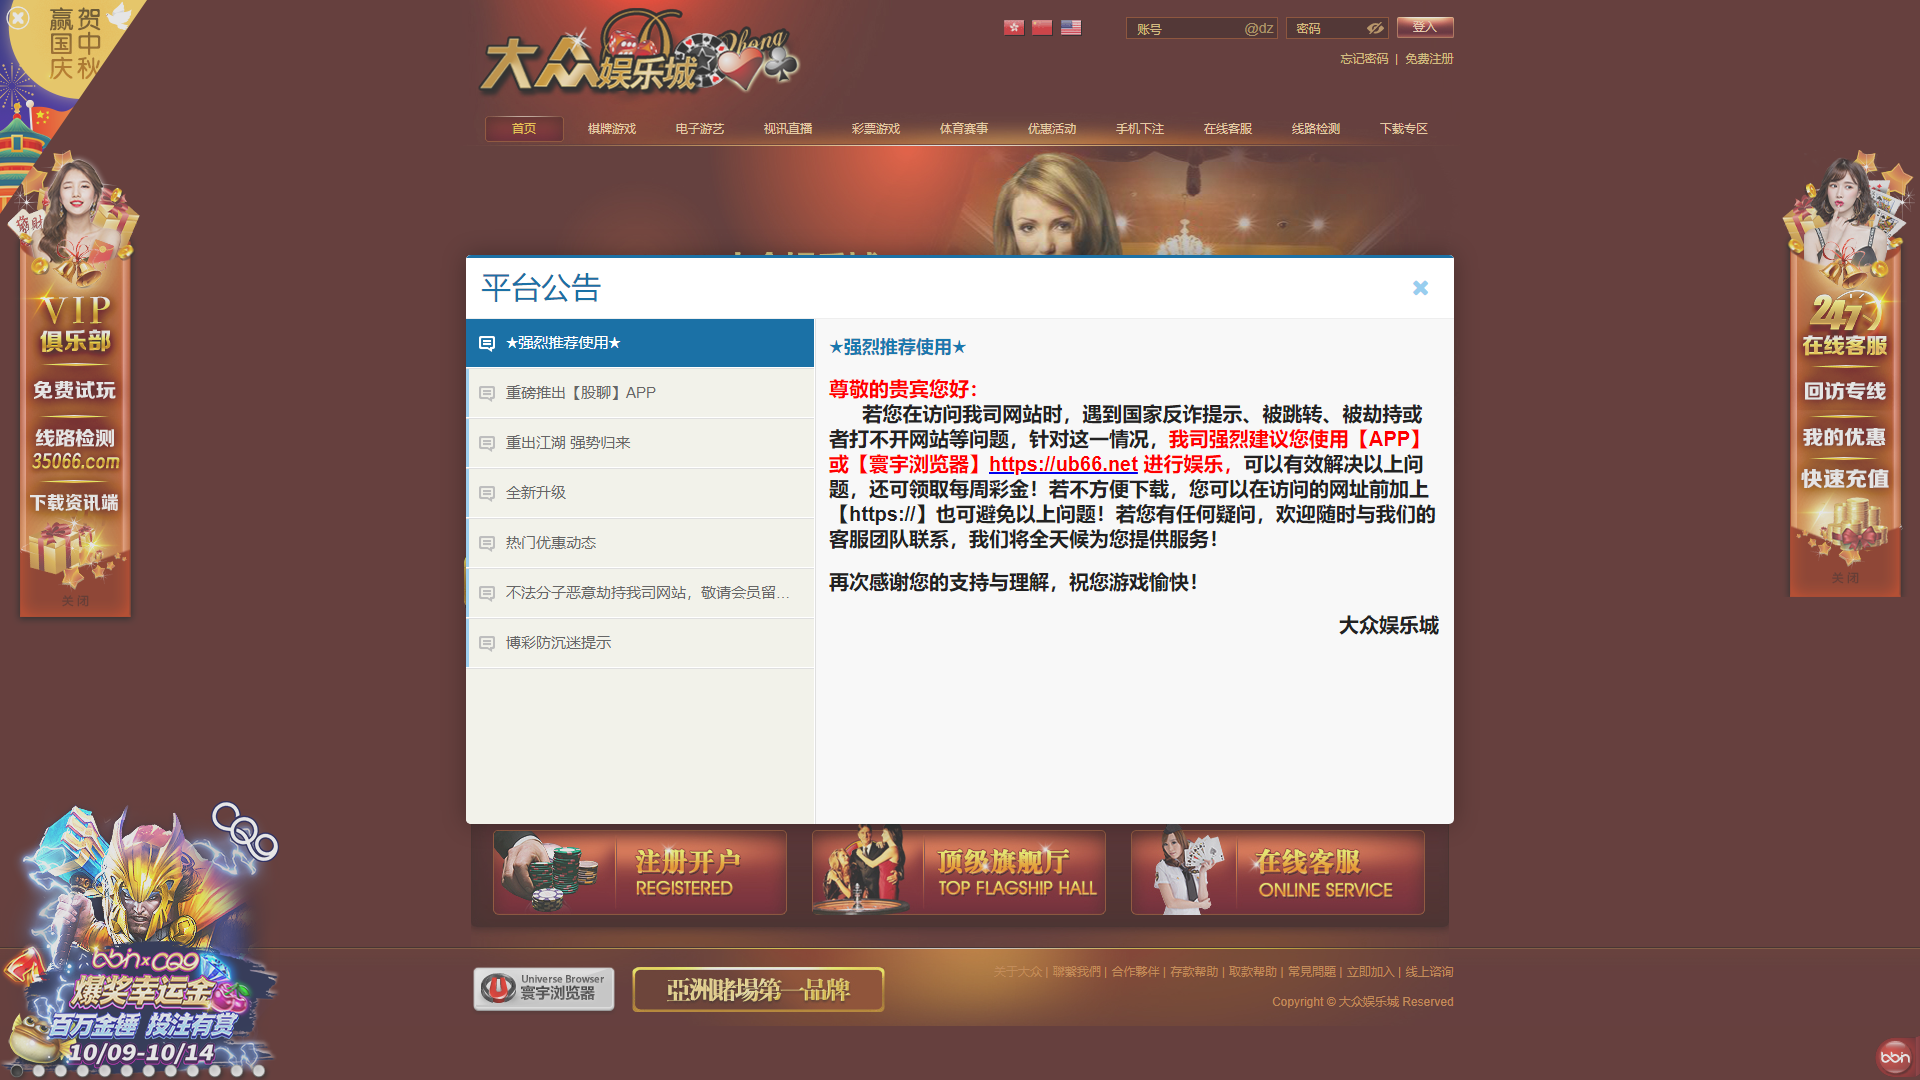 贺中秋
赢国庆
大众娱乐城
Dhong
账号
@dz
密码
登入
忘记密码 | 免费注册
首页
棋牌游戏
电子游艺
视讯直播
彩票游戏
体育赛事
优惠活动
手机下注
在线客服
线路检测
下载专区
VIP
俱乐部
免费试玩
线路检测
35066.com
下载资讯端
关闭
24/7
在线客服
回访专线
我的优惠
快速充值
关闭
平台公告
★强烈推荐使用★
重磅推出【股聊】APP
重出江湖 强势归来
全新升级
热门优惠动态
不法分子恶意劫持我司网站，敬请会员留...
博彩防沉迷提示
★强烈推荐使用★
尊敬的贵宾您好：
若您在访问我司网站时，遇到国家反诈提示、被跳转、被劫持或
者打不开网站等问题，针对这一情况，我司强烈建议您使用【APP】
或【寰宇浏览器】https://ub66.net 进行娱乐，可以有效解决以上问
题，还可领取每周彩金！若不方便下载，您可以在访问的网址前加上
【https://】也可避免以上问题！若您有任何疑问，欢迎随时与我们的
客服团队联系，我们将全天候为您提供服务！
再次感谢您的支持与理解，祝您游戏愉快！
大众娱乐城
注册开户
REGISTERED
顶级旗舰厅
TOP FLAGSHIP HALL
在线客服
ONLINE SERVICE
CQ9
bbin x CQ9
爆奖幸运金
百万金锤 投注有赏
10/09-10/14
Universe Browser
寰宇浏览器
亞洲賭場第一品牌
关于大众 | 聯繫我們 | 合作夥伴 | 存款帮助 | 取款帮助 | 常見問題 | 立即加入 | 线上谘询
Copyright © 大众娱乐城 Reserved
bbin